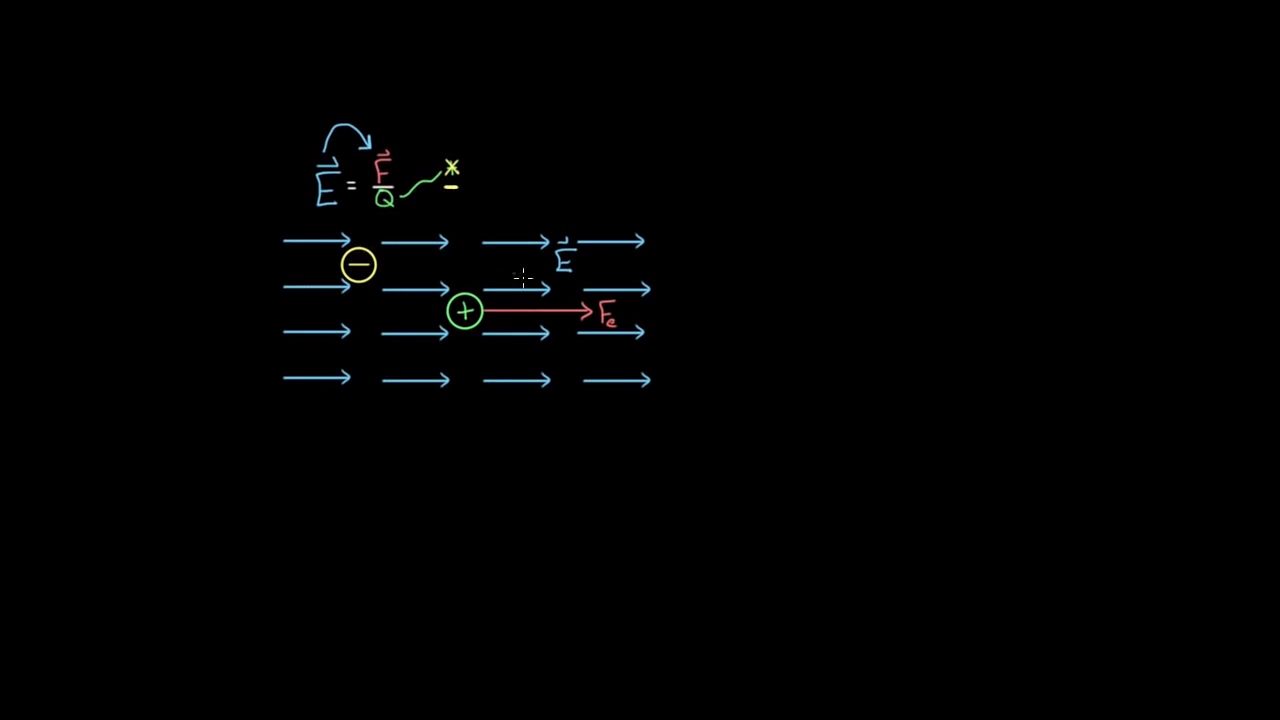 E⃗ = F⃗/Q -
E⃗
−
+ Fe